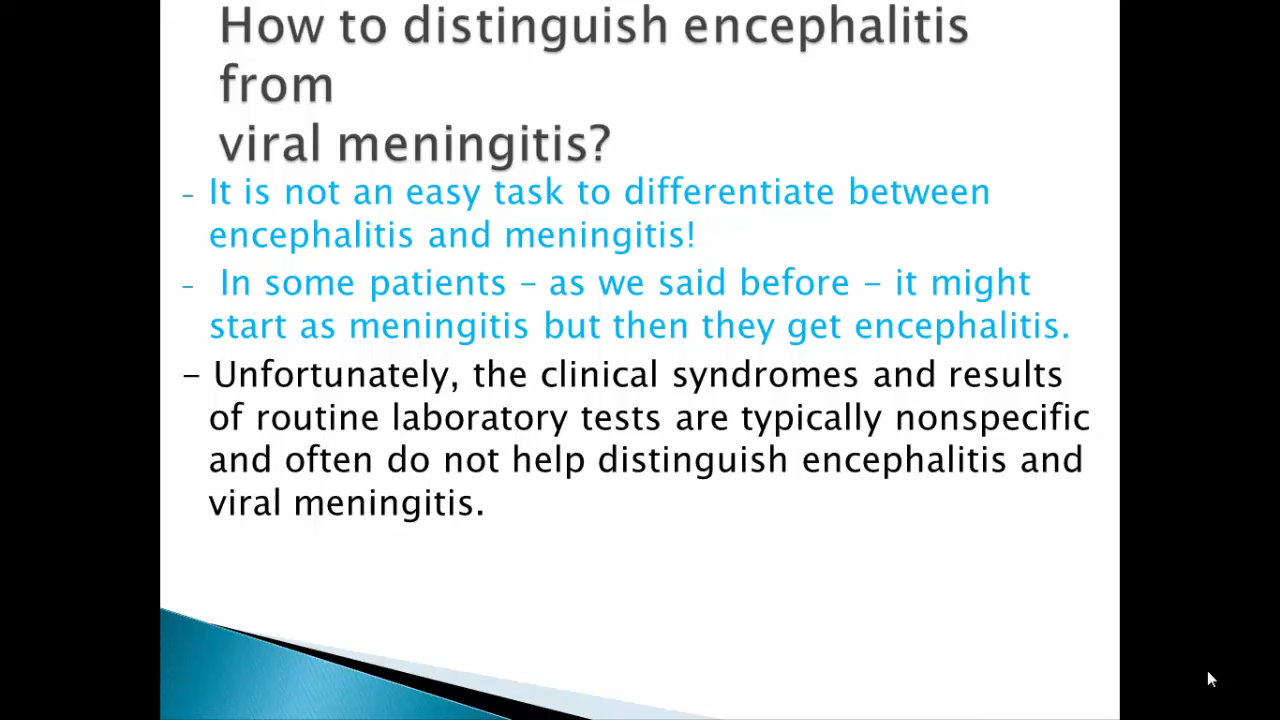 How to distinguish encephalitis
from
viral meningitis?
– It is not an easy task to differentiate between
encephalitis and meningitis!
– In some patients – as we said before – it might
start as meningitis but then they get encephalitis.
– Unfortunately, the clinical syndromes and results
of routine laboratory tests are typically nonspecific
and often do not help distinguish encephalitis and
viral meningitis.